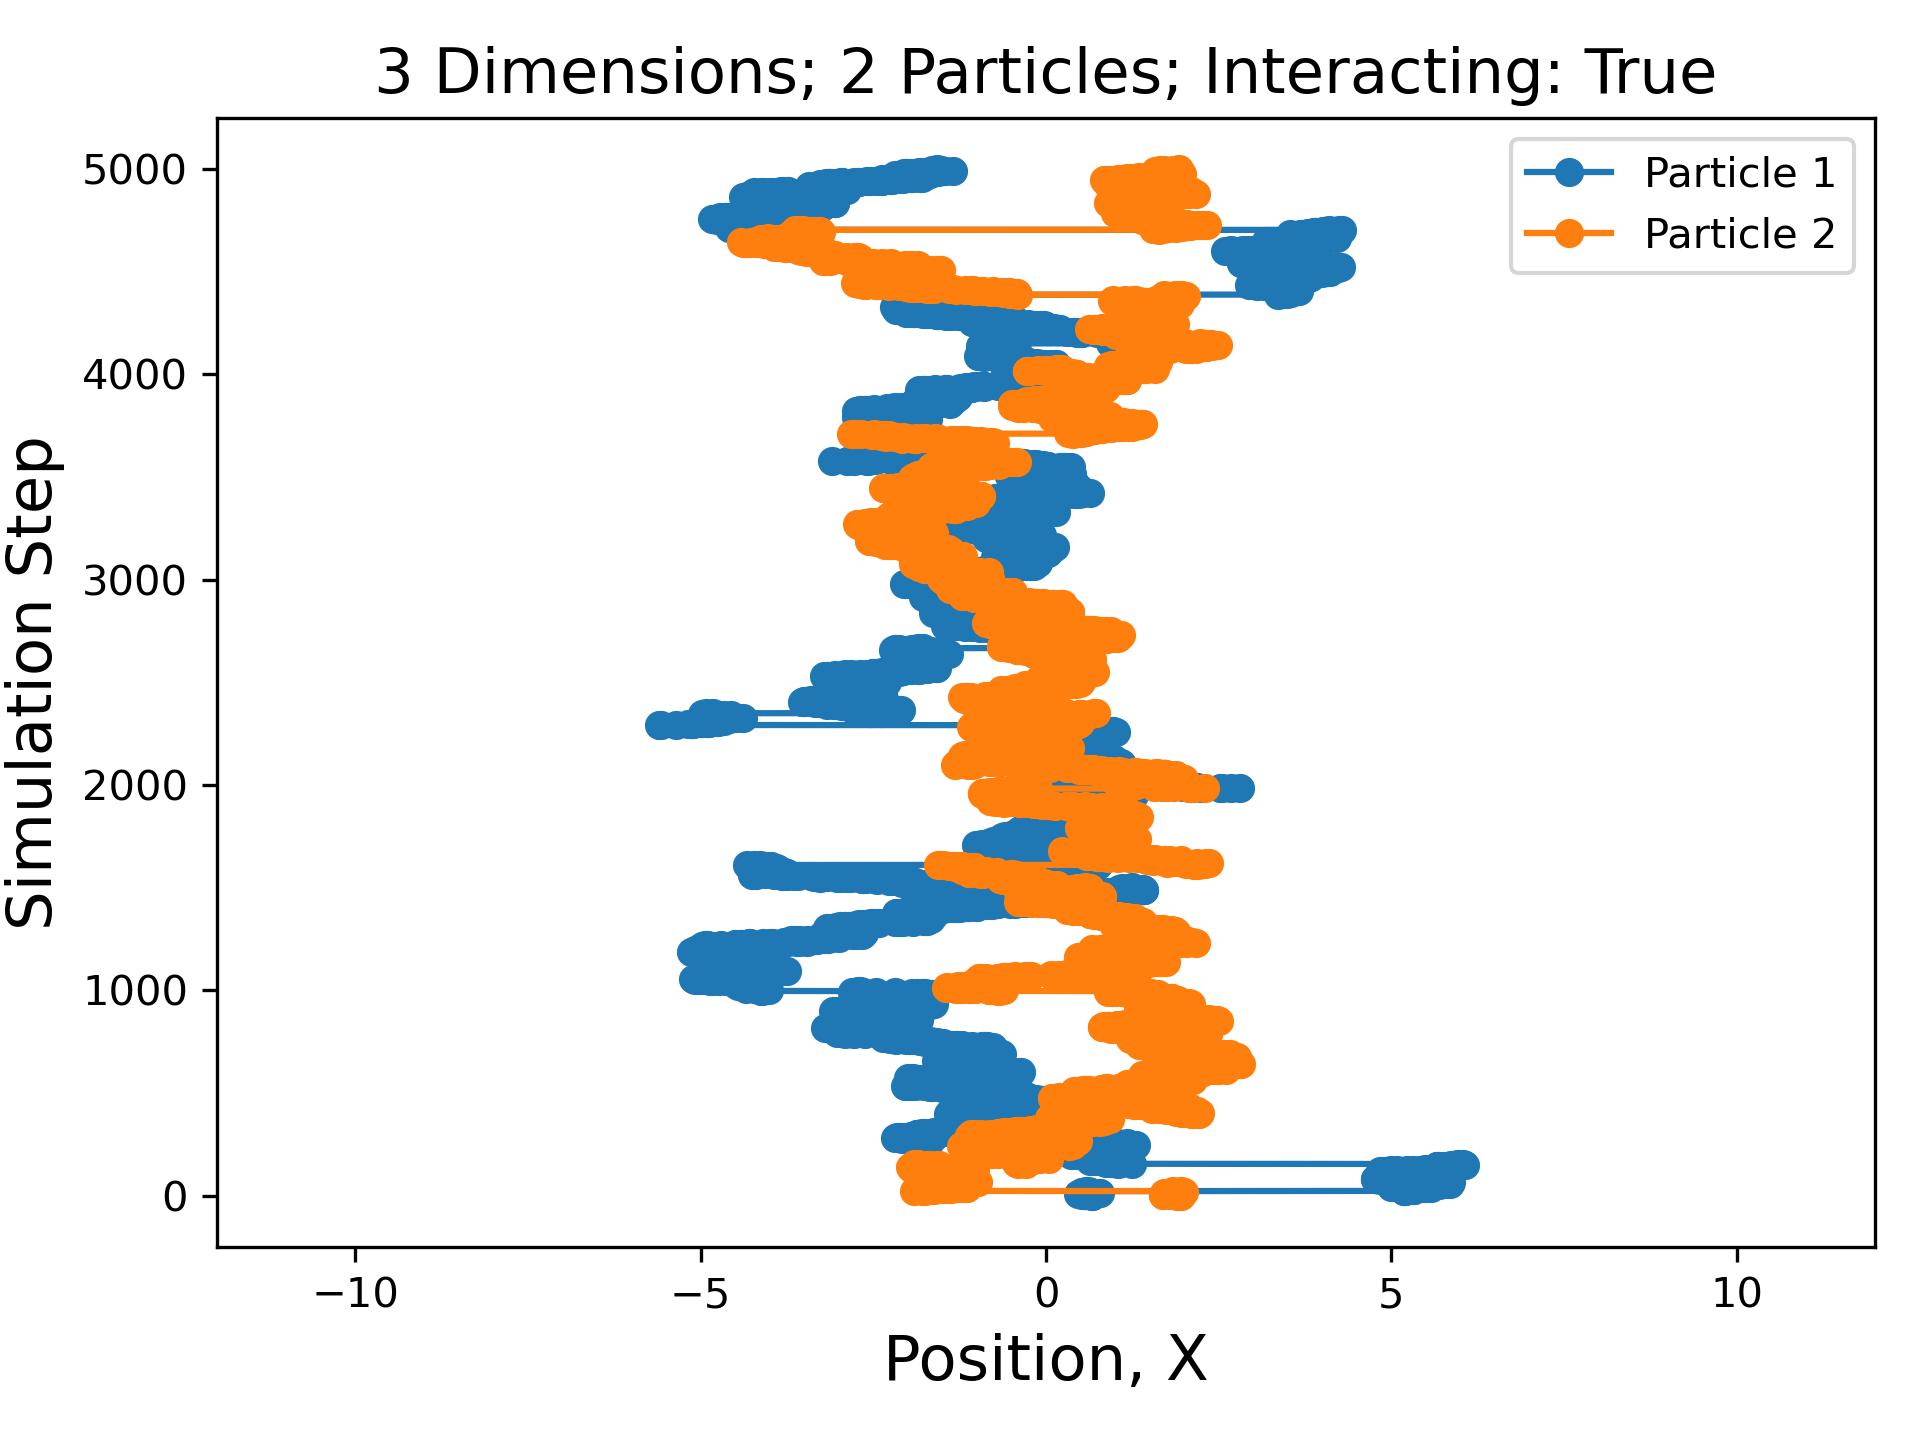 3 Dimensions; 2 Particles; Interacting: True
Particle 1
Particle 2
5000
4000
3000
2000
1000
0
Simulation Step
−10
−5
0
5
10
Position, X